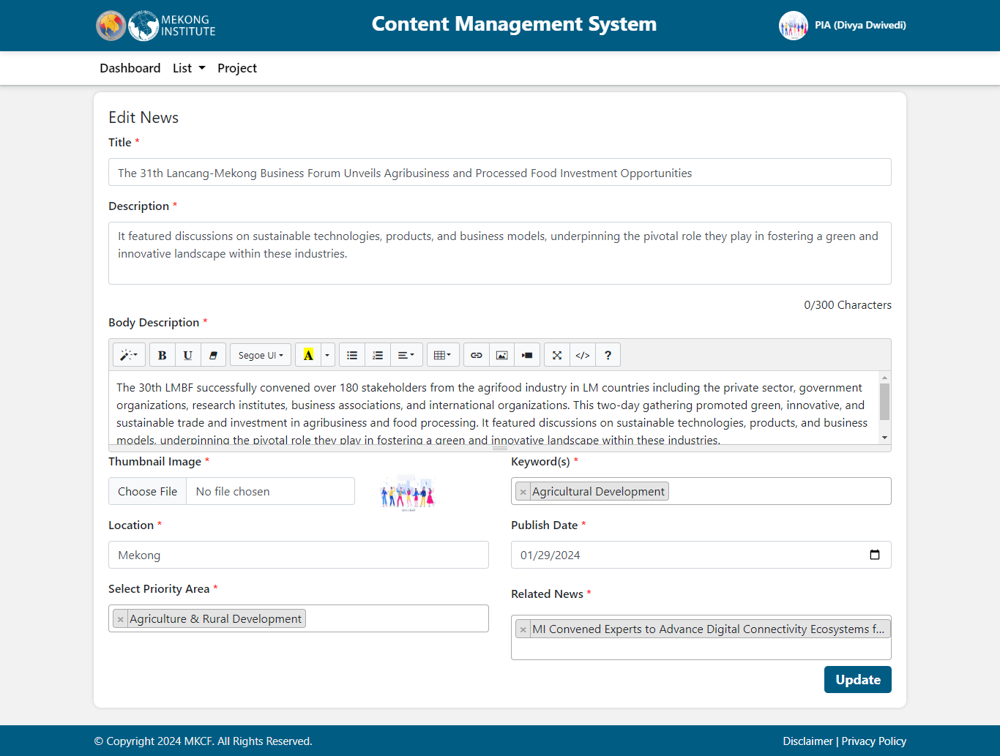 MEKONG
INSTITUTE
Content Management System
PIA (Divya Dwivedi)
Dashboard List Project
Edit News
Title *
The 31th Lancang-Mekong Business Forum Unveils Agribusiness and Processed Food Investment Opportunities
Description *
It featured discussions on sustainable technologies, products, and business models, underpinning the pivotal role they play in fostering a green and
innovative landscape within these industries.
0/300 Characters
Body Description *
B U Segoe UI A </> ?
The 30th LMBF successfully convened over 180 stakeholders from the agrifood industry in LM countries including the private sector, government
organizations, research institutes, business associations, and international organizations. This two-day gathering promoted green, innovative, and
sustainable trade and investment in agribusiness and food processing. It featured discussions on sustainable technologies, products, and business
models, underpinning the pivotal role they play in fostering a green and innovative landscape within these industries.
Thumbnail Image *
Choose File No file chosen
Keyword(s) *
× Agricultural Development
Location *
Mekong
Publish Date *
01/29/2024
Select Priority Area *
× Agriculture & Rural Development
Related News *
× MI Convened Experts to Advance Digital Connectivity Ecosystems f...
Update
© Copyright 2024 MKCF. All Rights Reserved.
Disclaimer | Privacy Policy